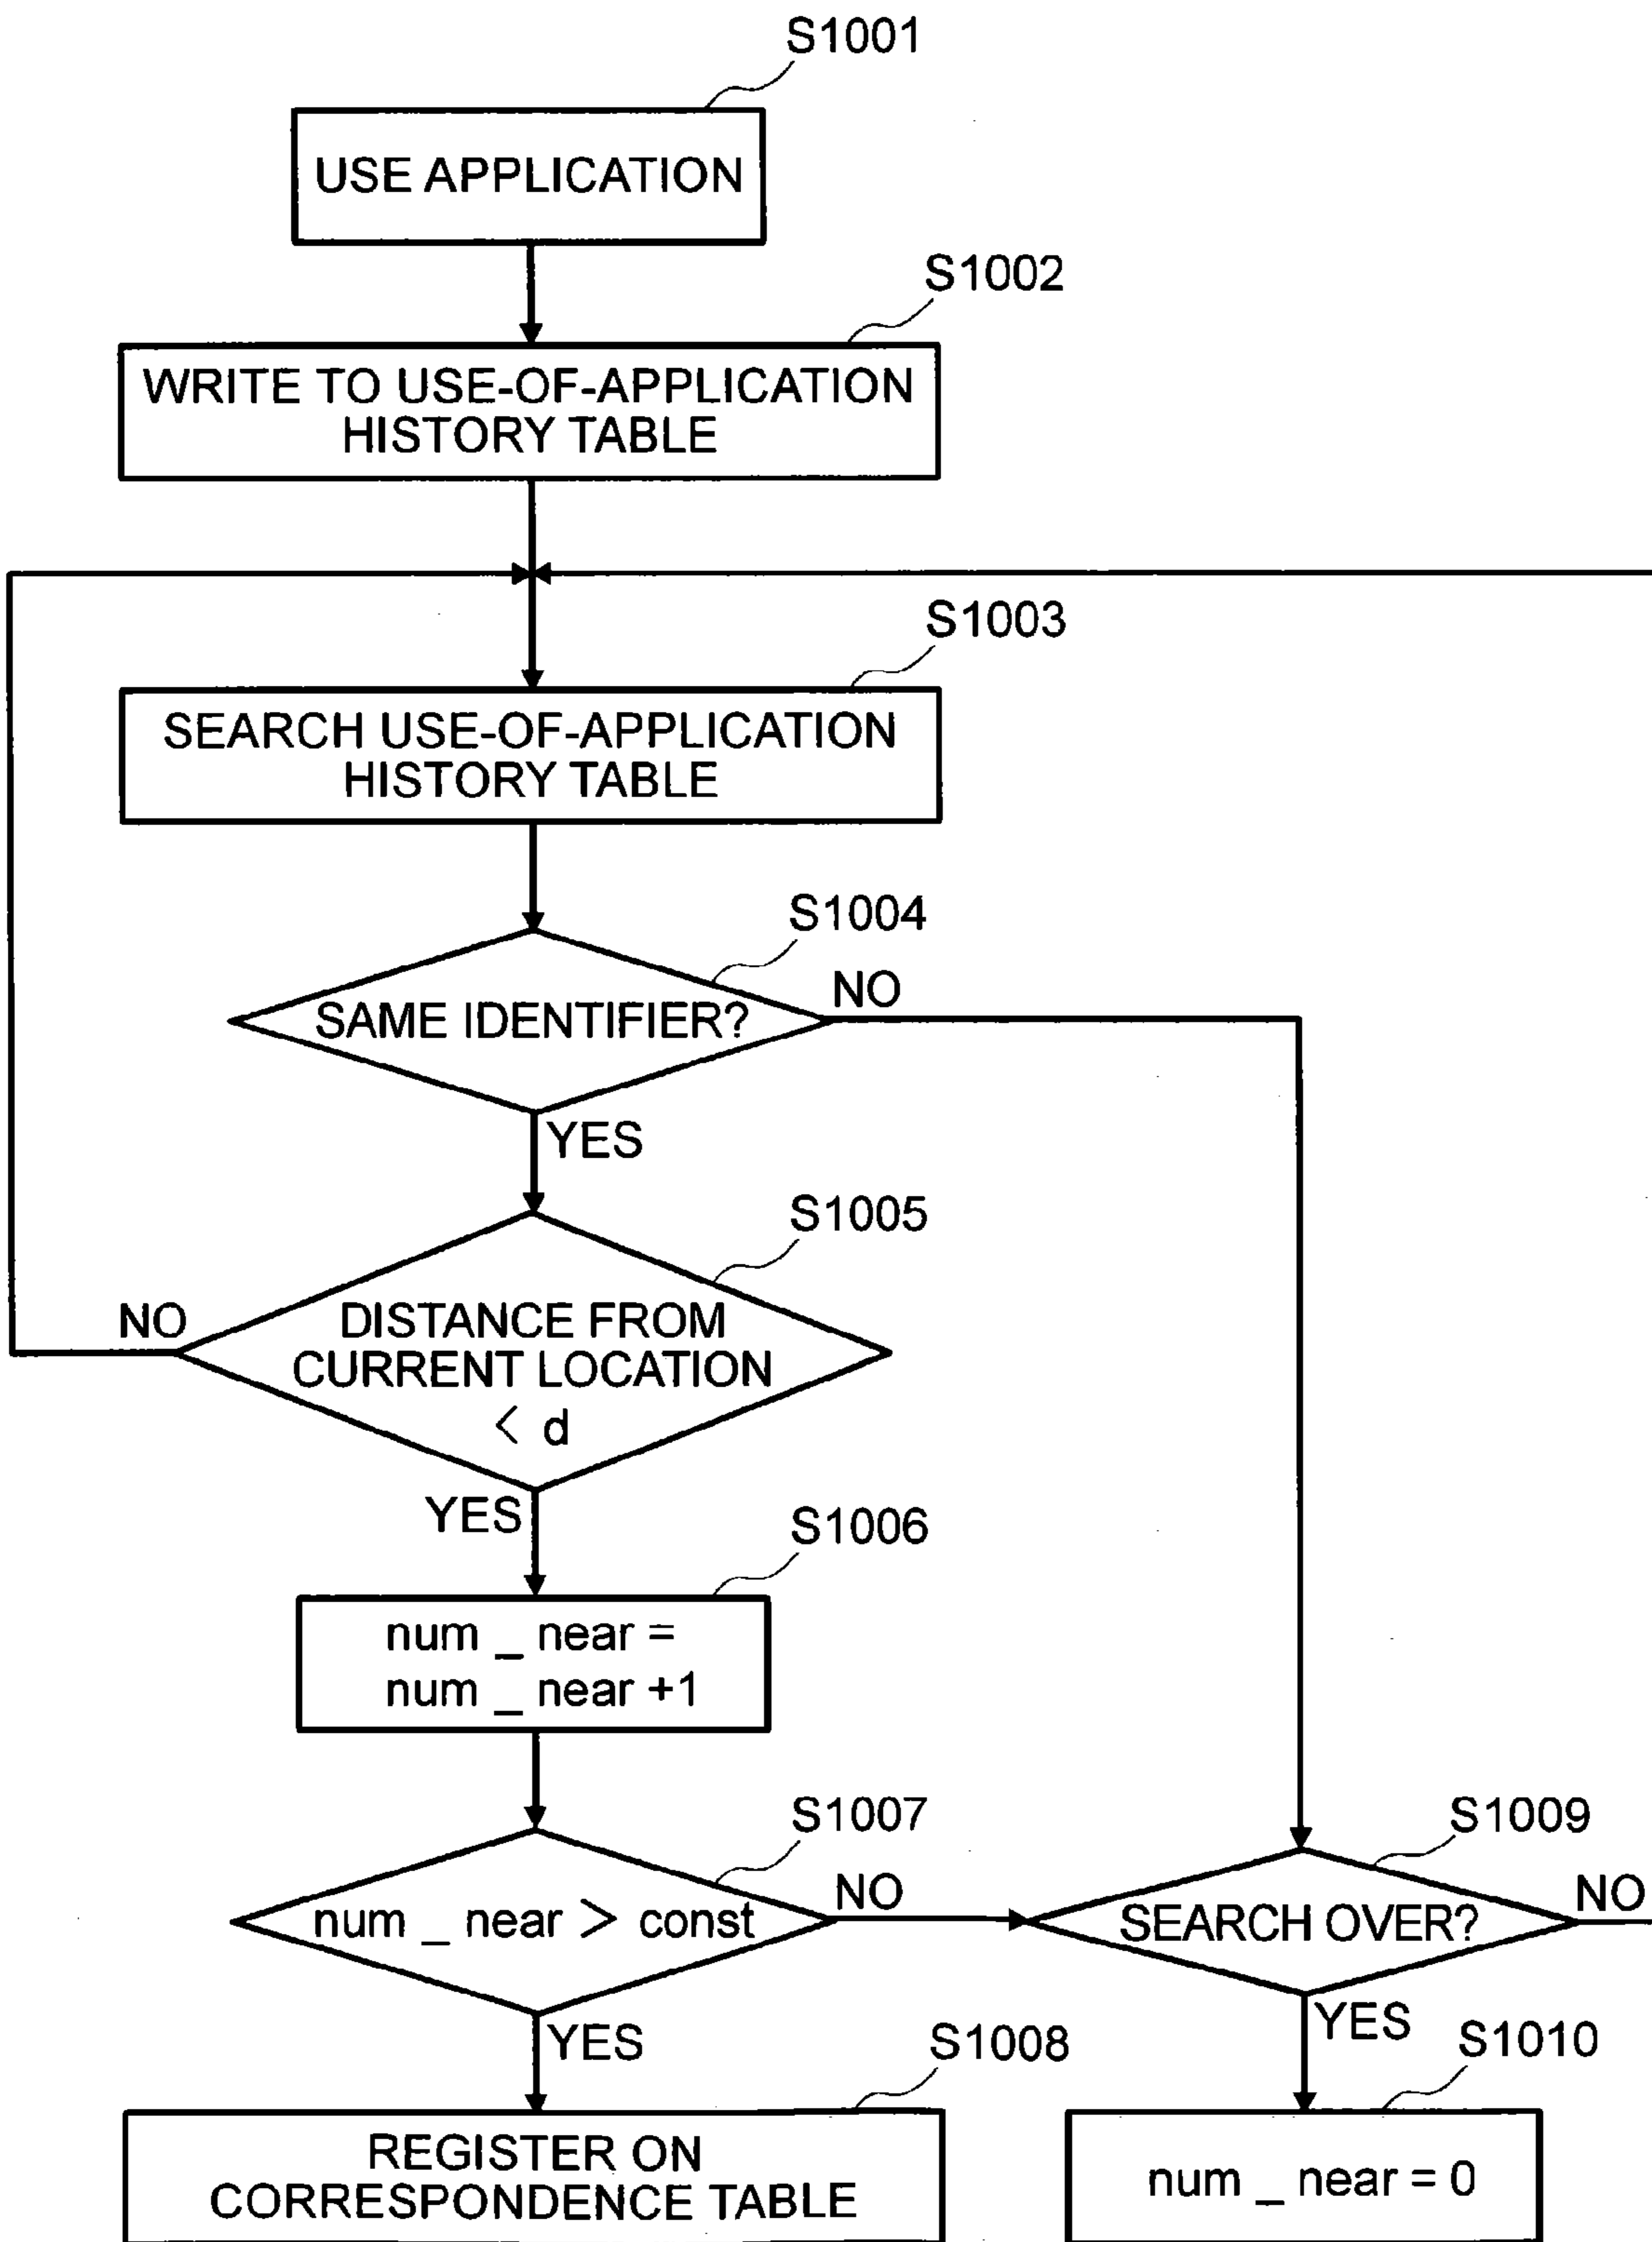 S1001
USE APPLICATION
S1002
WRITE TO USE-OF-APPLICATION
HISTORY TABLE
S1003
SEARCH USE-OF-APPLICATION
HISTORY TABLE
S1004
SAME IDENTIFIER?
NO
YES
S1005
NO
DISTANCE FROM
CURRENT LOCATION
< d
YES
S1006
num _ near =
num _ near +1
S1007
num _ near > const
NO
S1009
SEARCH OVER?
NO
YES
S1008
REGISTER ON
CORRESPONDENCE TABLE
YES
S1010
num _ near = 0